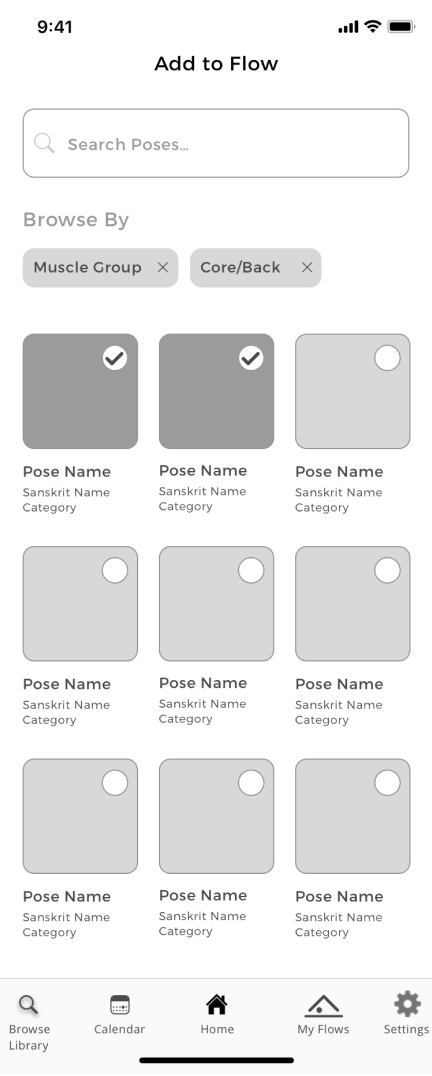 9:41
Add to Flow
Search Poses...
Browse By
Muscle Group Core/Back
Pose Name Pose Name Pose Name
Sanskrit Name Sanskrit Name Sanskrit Name
Category Category Category
Pose Name Pose Name Pose Name
Sanskrit Name Sanskrit Name Sanskrit Name
Category Category Category
Pose Name Pose Name Pose Name
Sanskrit Name Sanskrit Name Sanskrit Name
Category Category Category
Browse Calendar Home My Flows Settings
Library